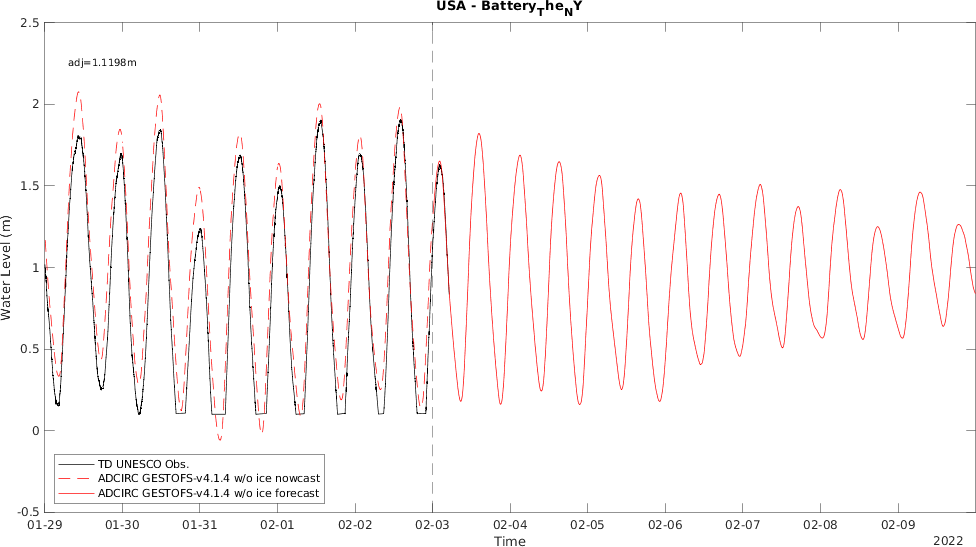 USA - BatteryTheNY
2.5
adj=1.1198m
2
1.5
1
0.5
0
-0.5
Water Level (m)
TD UNESCO Obs.
ADCIRC GESTOFS-v4.1.4 w/o ice nowcast
ADCIRC GESTOFS-v4.1.4 w/o ice forecast
01-29 01-30 01-31 02-01 02-02 02-03 02-04 02-05 02-06 02-07 02-08 02-09
Time
2022